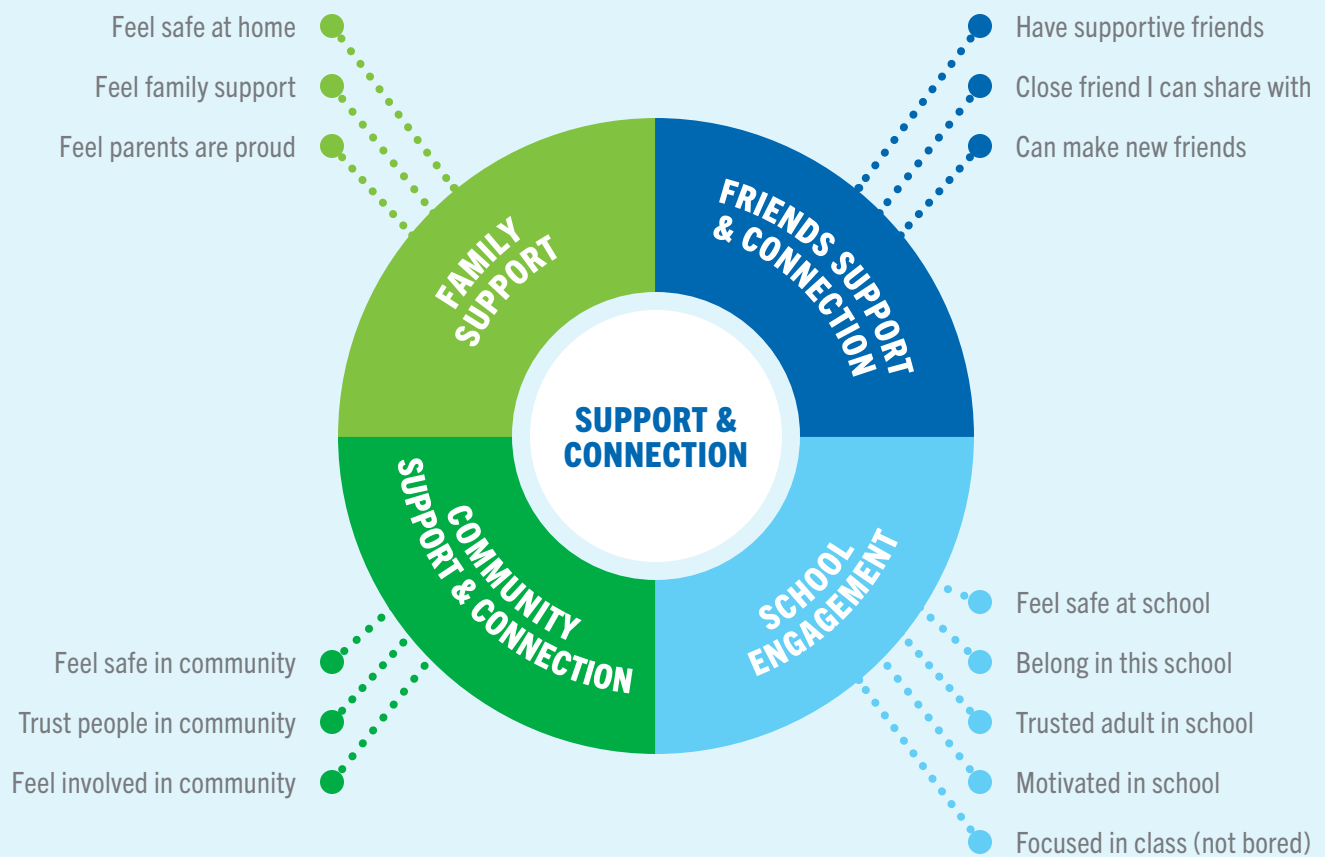 Feel safe at home
Feel family support
Feel parents are proud
Have supportive friends
Close friend I can share with
Can make new friends
FAMILY
SUPPORT
FRIENDS SUPPORT
& CONNECTION
SUPPORT &
CONNECTION
COMMUNITY
SUPPORT & CONNECTION
SCHOOL
ENGAGEMENT
Feel safe in community
Trust people in community
Feel involved in community
Feel safe at school
Belong in this school
Trusted adult in school
Motivated in school
Focused in class (not bored)